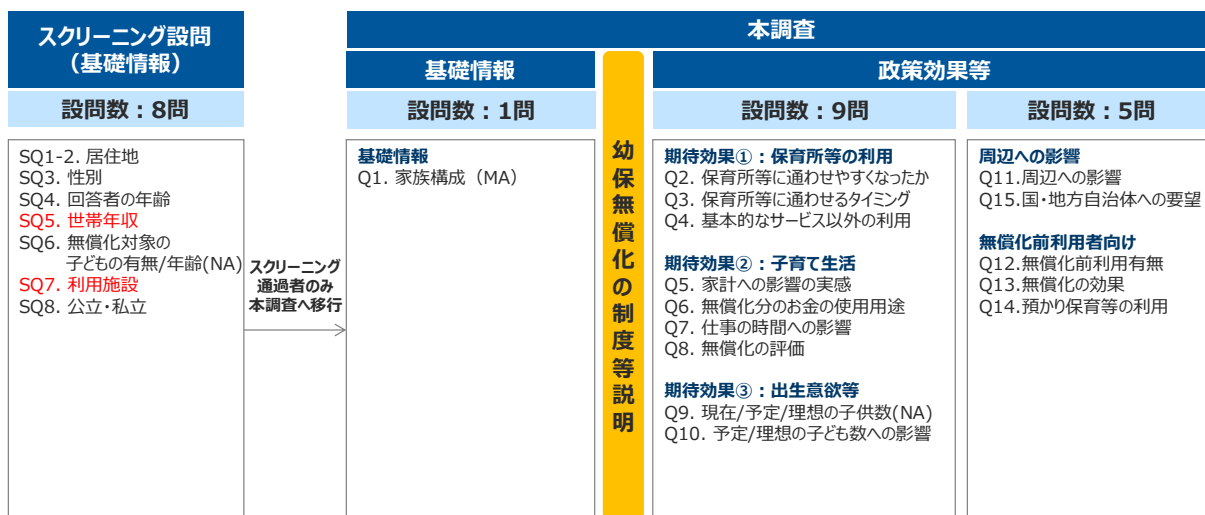 スクリーニング設問
（基礎情報）
設問数：8問
SQ1-2. 居住地
SQ3. 性別
SQ4. 回答者の年齢
SQ5. 世帯年収
SQ6. 無償化対象の
子どもの有無/年齢(NA)
SQ7. 利用施設
SQ8. 公立・私立
スクリーニング
通過者のみ
本調査へ移行
本調査
基礎情報
設問数：1問
基礎情報
Q1. 家族構成（MA）
幼保無償化の制度等説明
政策効果等
設問数：9問
期待効果①：保育所等の利用
Q2. 保育所等に通わせやすくなったか
Q3. 保育所等に通わせるタイミング
Q4. 基本的なサービス以外の利用
期待効果②：子育て生活
Q5. 家計への影響の実感
Q6. 無償化分のお金の使用用途
Q7. 仕事の時間への影響
Q8. 無償化の評価
期待効果③：出生意欲等
Q9. 現在/予定/理想の子供数(NA)
Q10. 予定/理想の子ども数への影響
設問数：5問
周辺への影響
Q11.周辺への影響
Q15.国・地方自治体への要望
無償化前利用者向け
Q12.無償化前利用有無
Q13.無償化の効果
Q14.預かり保育等の利用